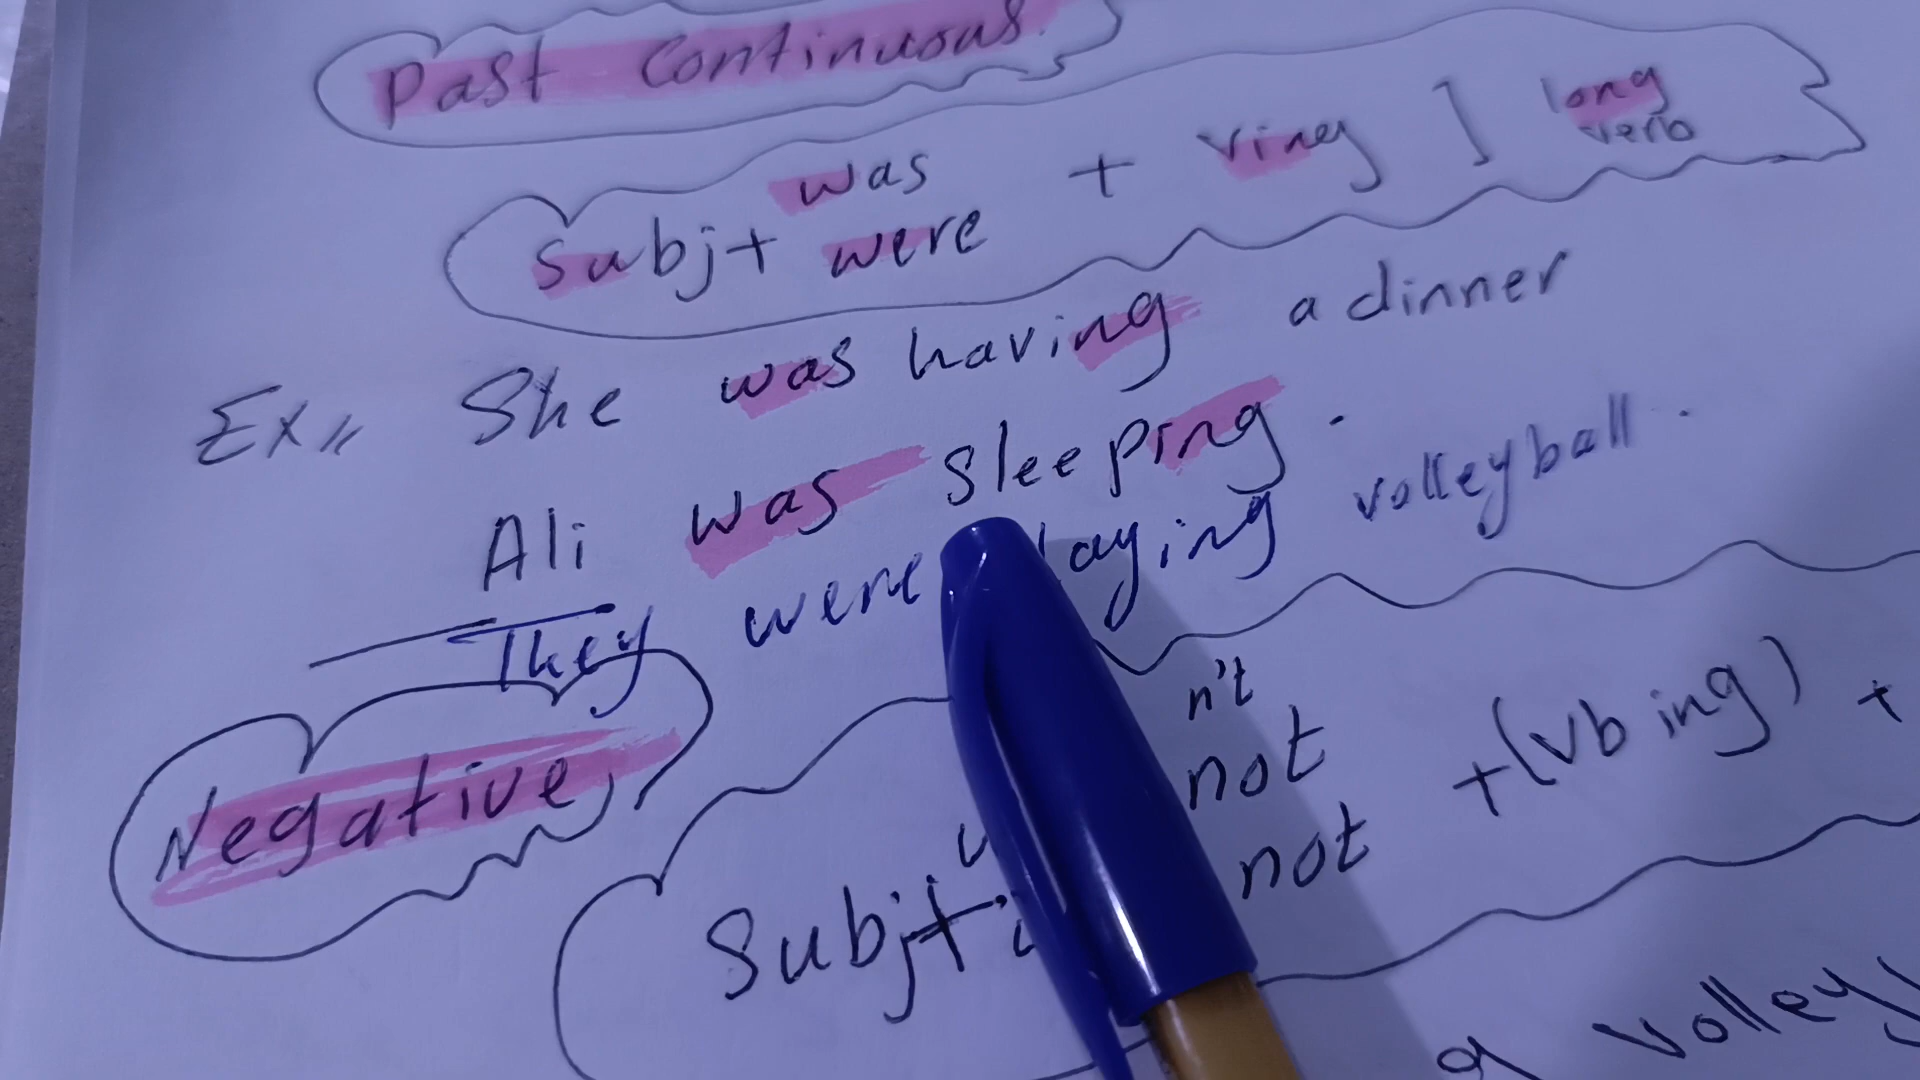 Past Continuous.
was
Subj+ were + Ving ] long verb
Ex// She was having a dinner
Ali was sleeping.
They were laying volleyball.
Negative
n't
not
Subj+ not +(Vb ing) +
g volley